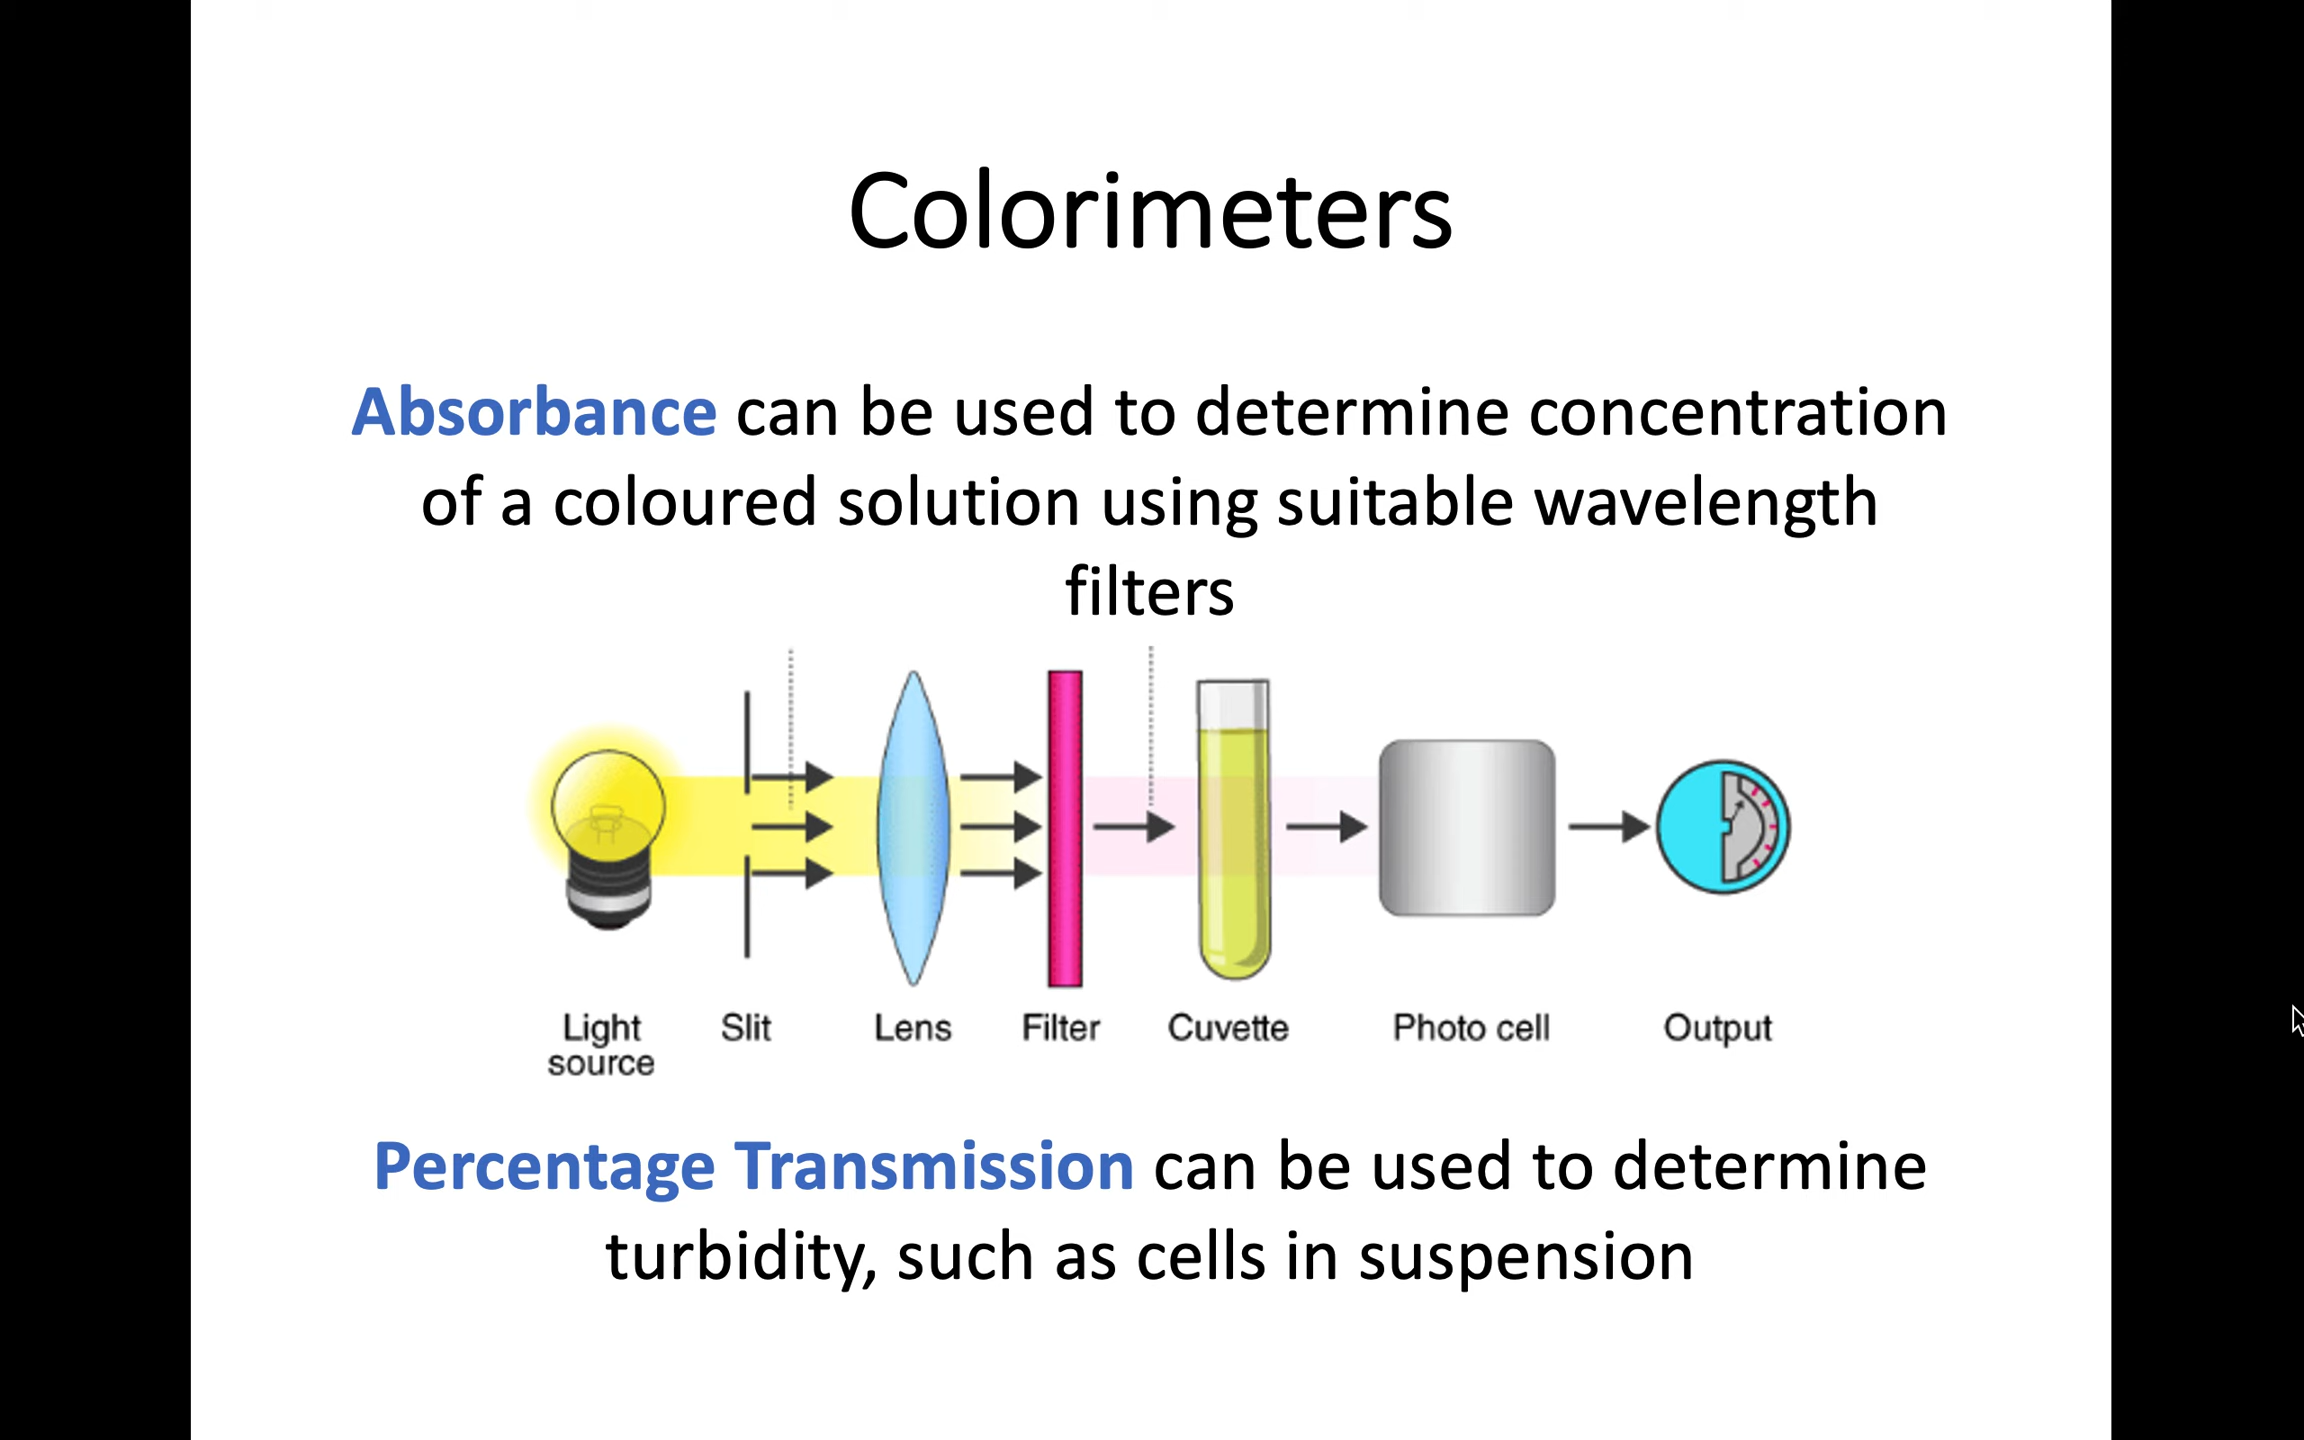 Colorimeters
Absorbance can be used to determine concentration
of a coloured solution using suitable wavelength
filters
Light
source
Slit
Lens
Filter
Cuvette
Photo cell
Output
Percentage Transmission can be used to determine
turbidity, such as cells in suspension